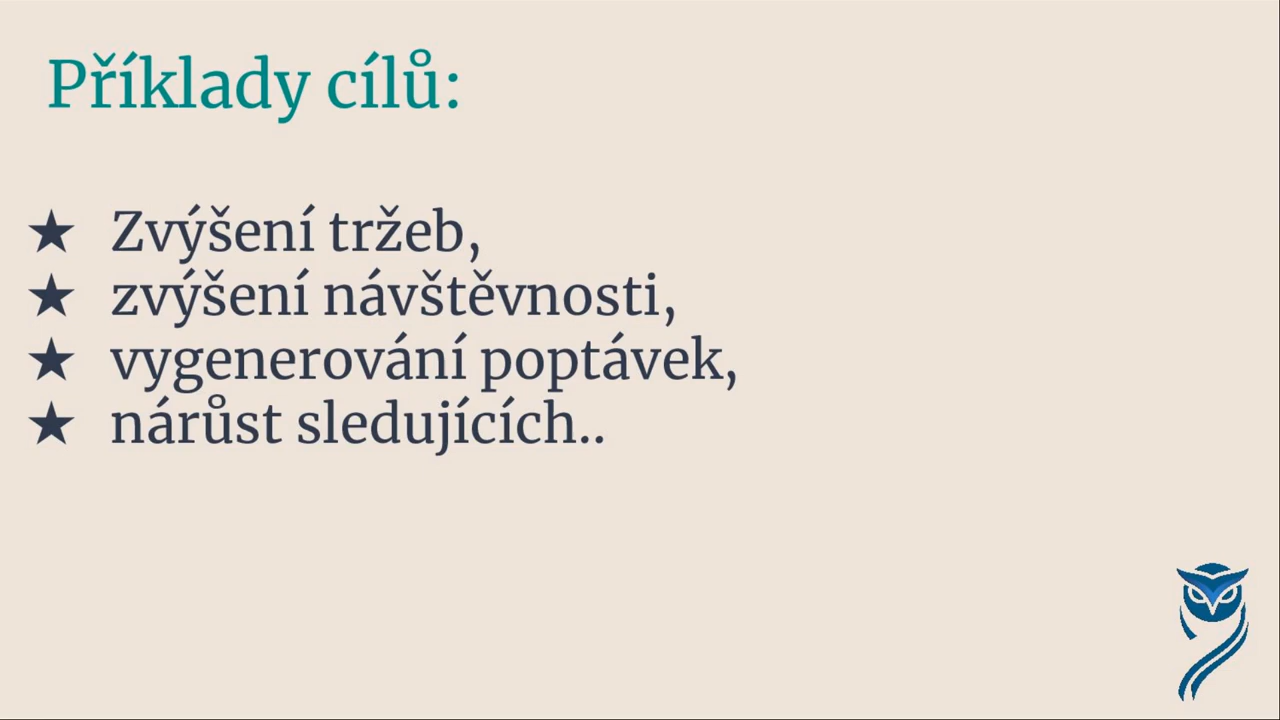 Příklady cílů:
★ Zvýšení tržeb,
★ zvýšení návštěvnosti,
★ vygenerování poptávek,
★ nárůst sledujících..